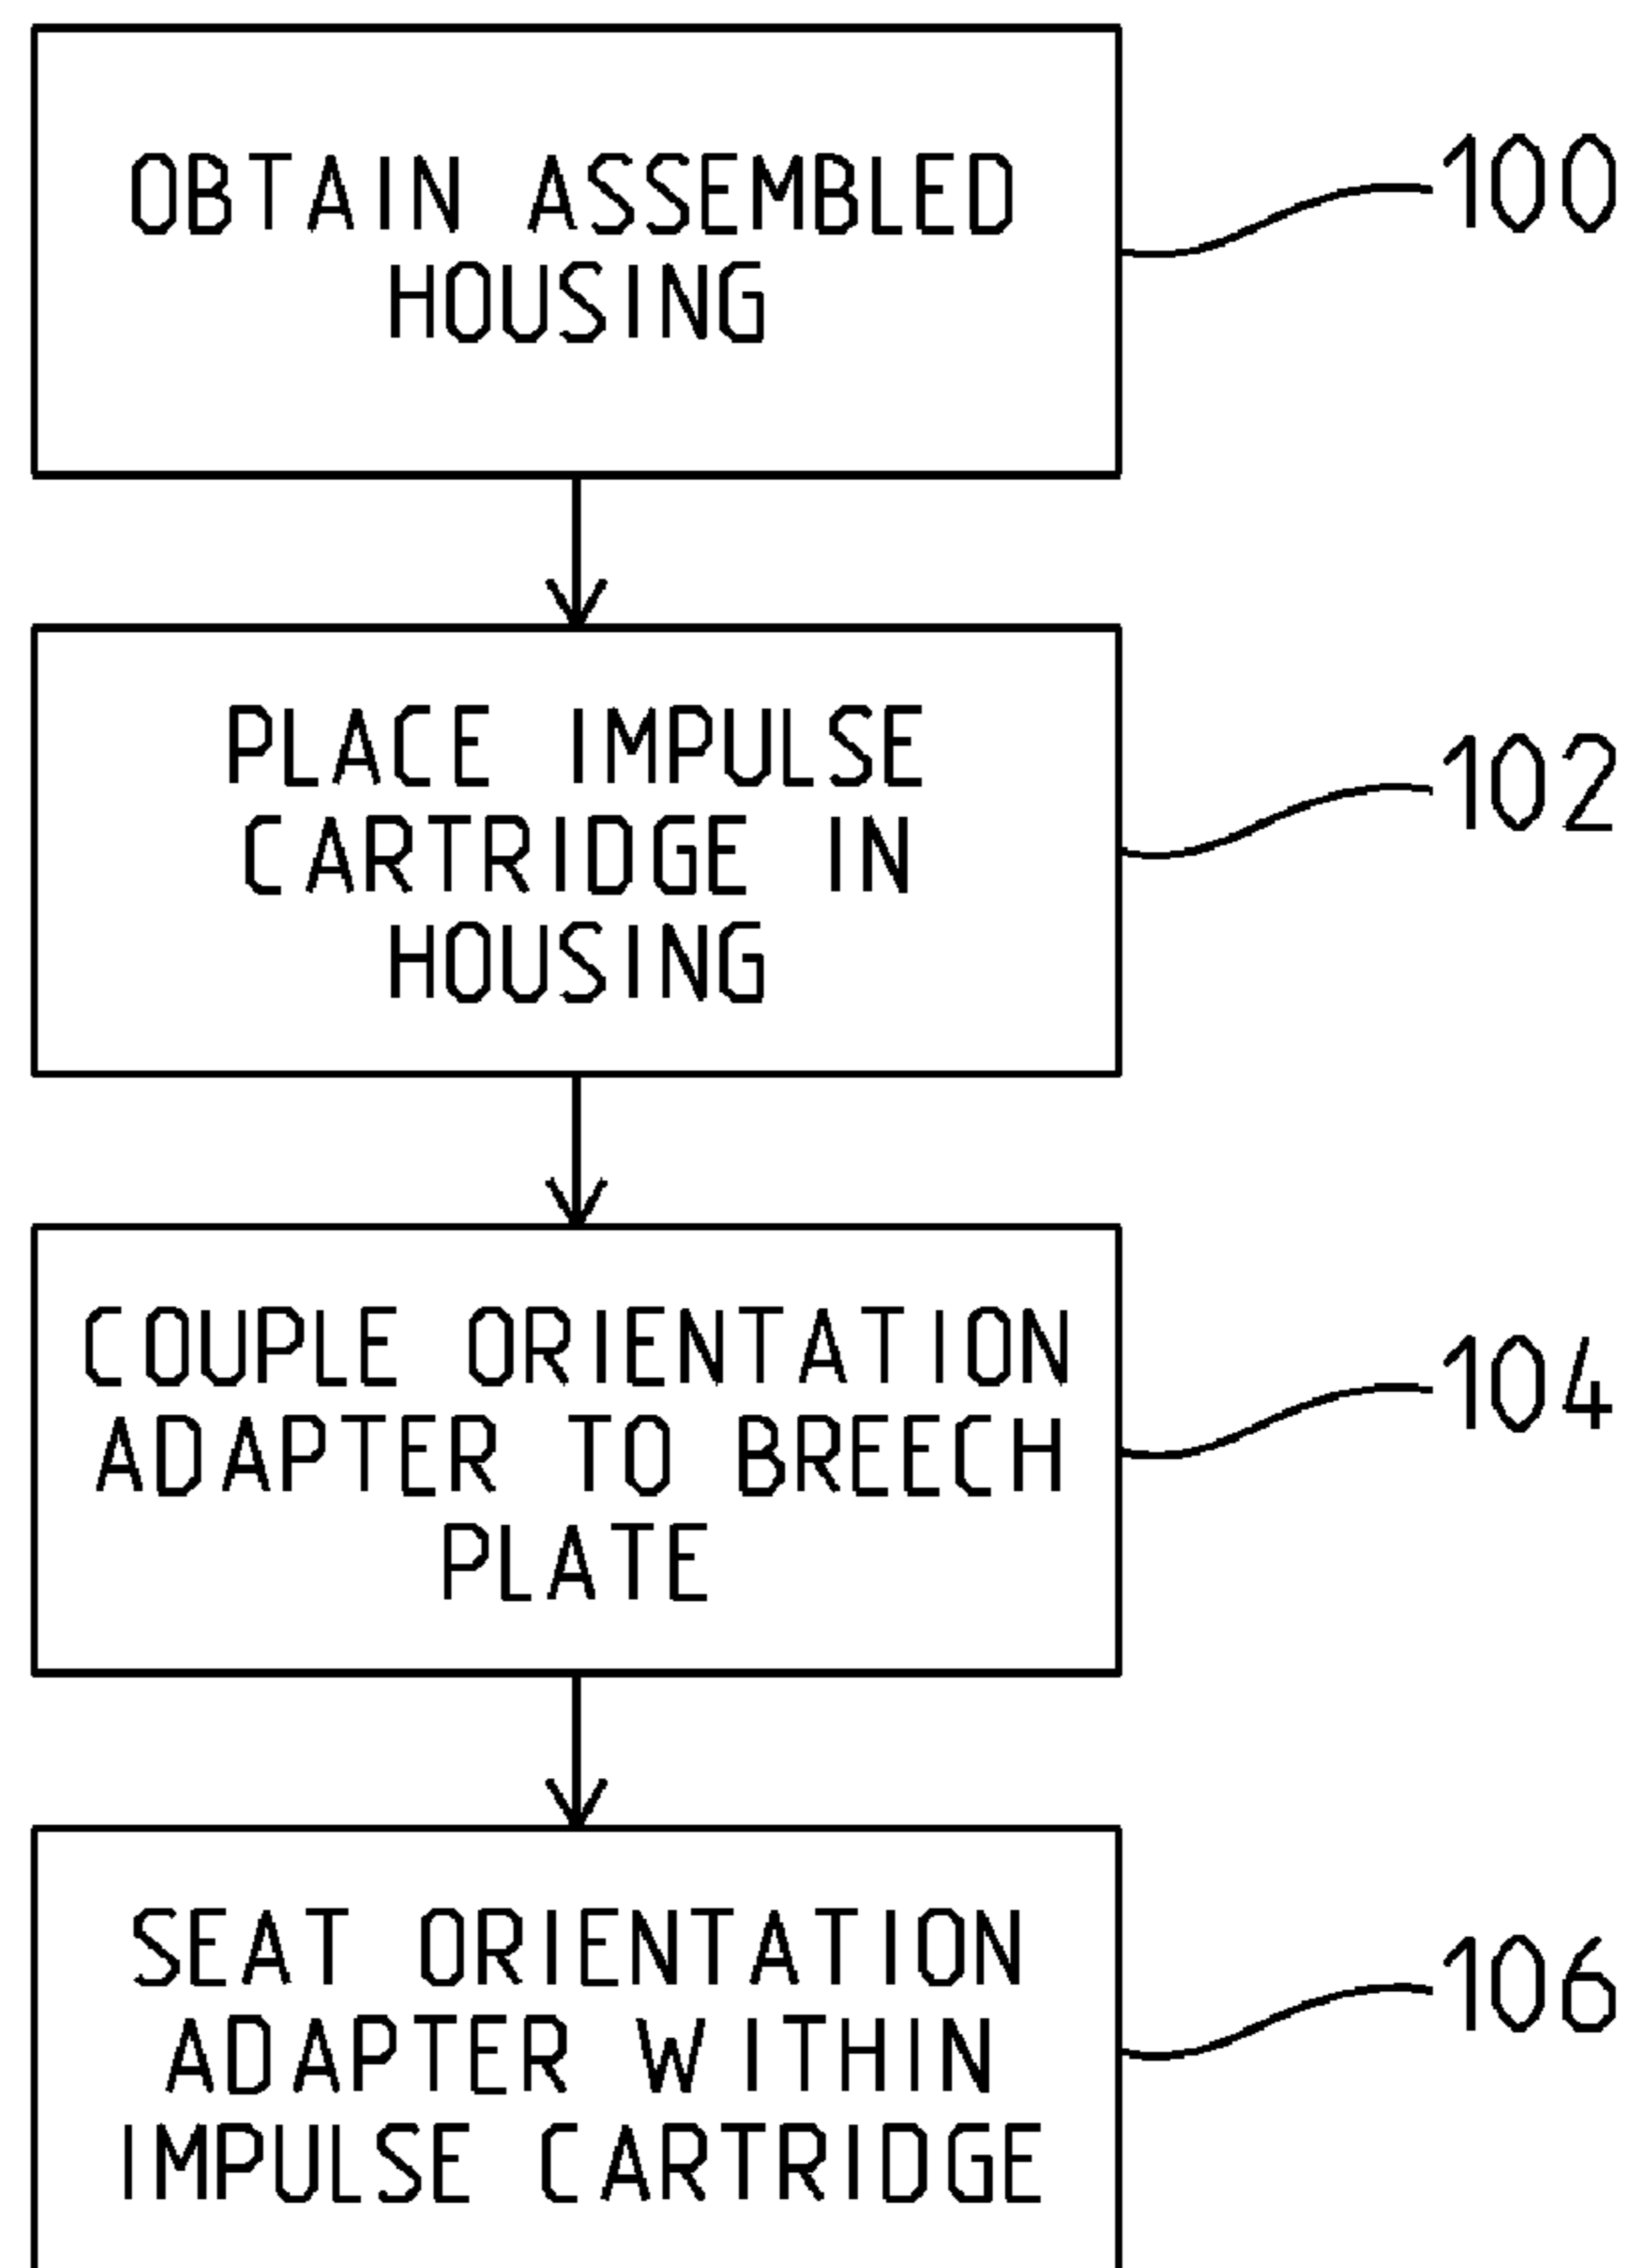 OBTAIN ASSEMBLED
HOUSING
100
PLACE IMPULSE
CARTRIDGE IN
HOUSING
102
COUPLE ORIENTATION
ADAPTER TO BREECH
PLATE
104
SEAT ORIENTATION
ADAPTER WITHIN
IMPULSE CARTRIDGE
106